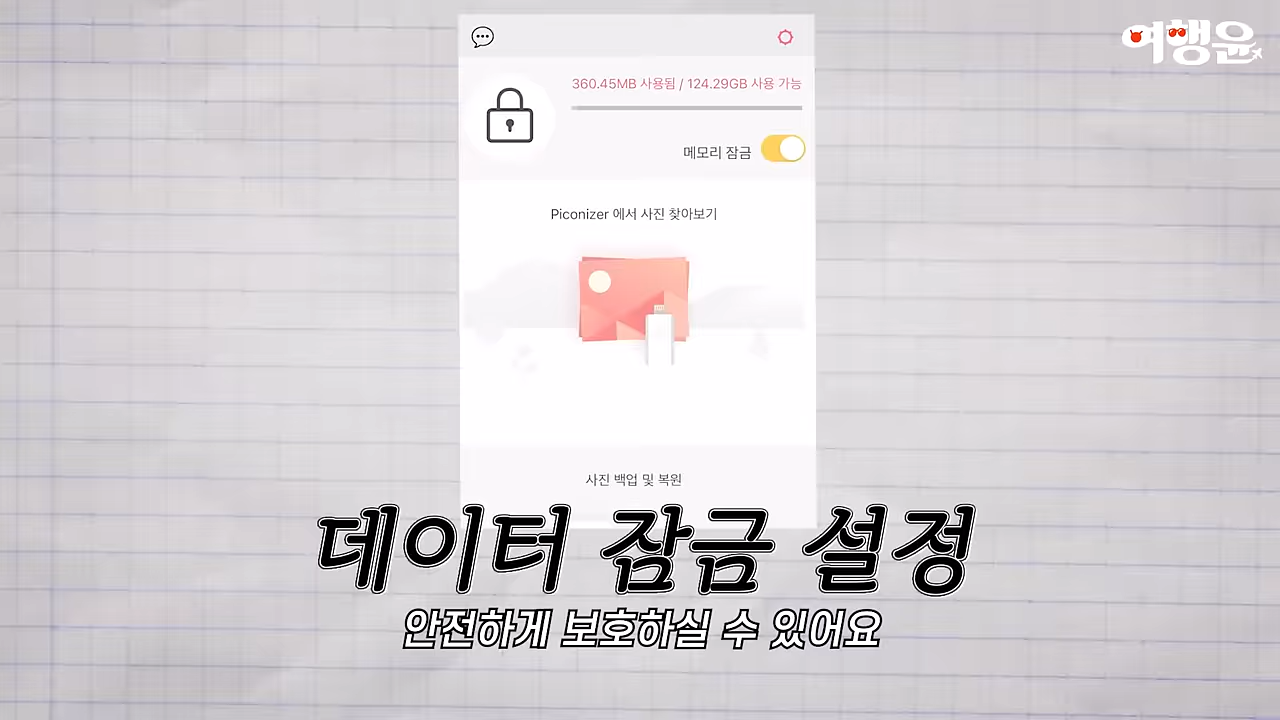 여행윤
360.45MB 사용됨 / 124.29GB 사용 가능
메모리 잠금
Piconizer 에서 사진 찾아보기
사진 백업 및 복원
데이터 잠금 설정
안전하게 보호하실 수 있어요